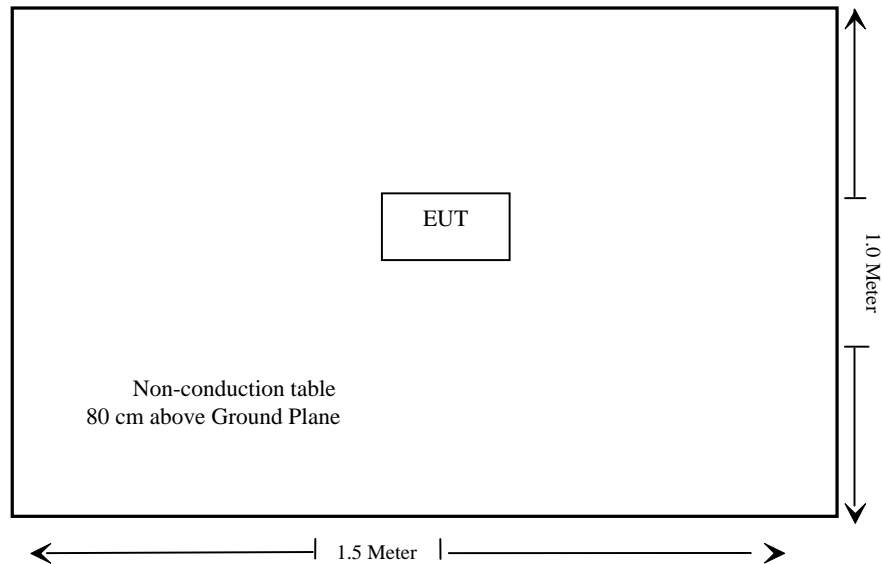 EUT
1.0 Meter
Non-conduction table
80 cm above Ground Plane
1.5 Meter